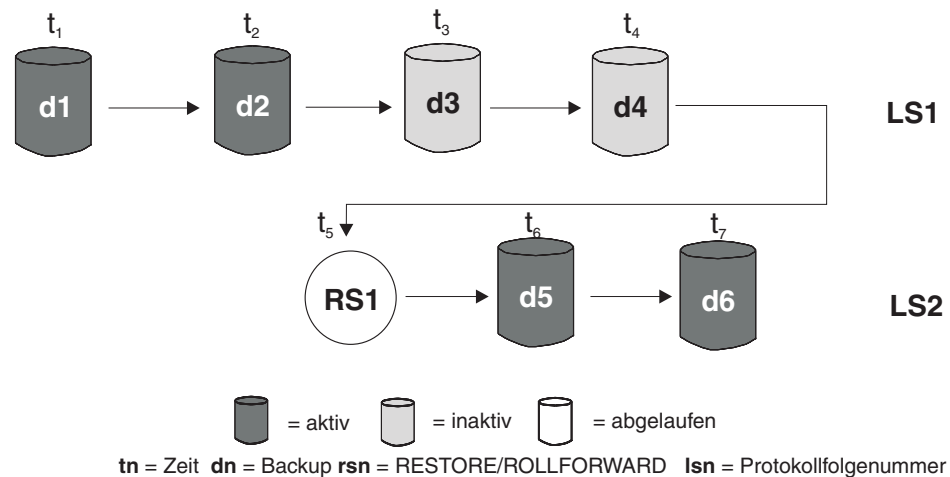 t1 t2 t3 t4
d1 d2 d3 d4 LS1
t5 t6 t7
RS1 d5 d6 LS2
= aktiv = inaktiv = abgelaufen
tn = Zeit dn = Backup rsn = RESTORE/ROLLFORWARD lsn = Protokollfolgenummer